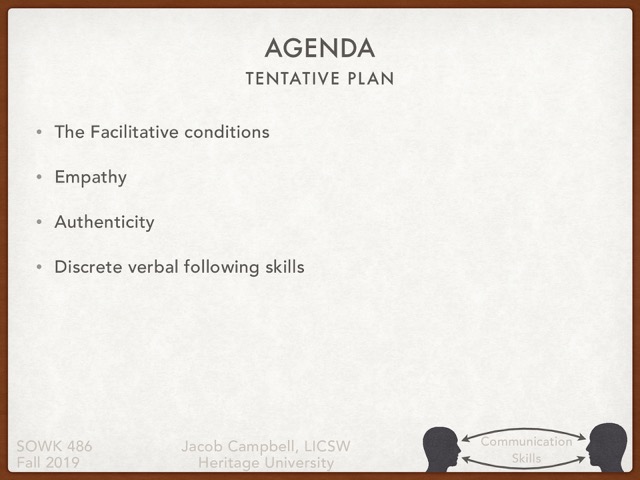 AGENDA
TENTATIVE PLAN
• The Facilitative conditions
• Empathy
• Authenticity
• Discrete verbal following skills
SOWK 486
Fall 2019
Jacob Campbell, LICSW
Heritage University
Communication
Skills